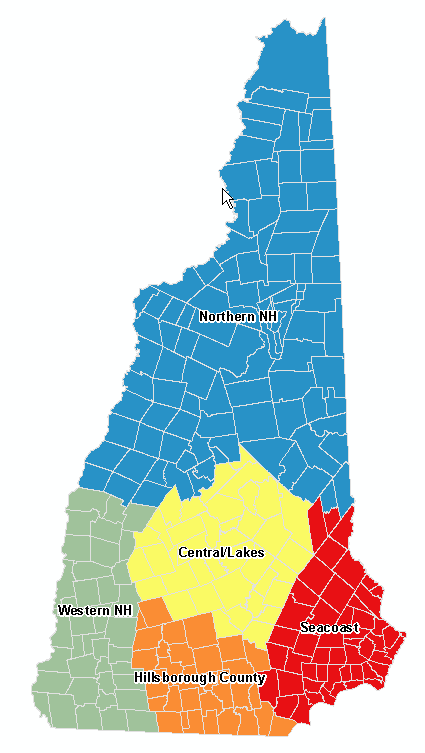 Northern NH
Central/Lakes
Western NH
Seacoast
Hillsborough County